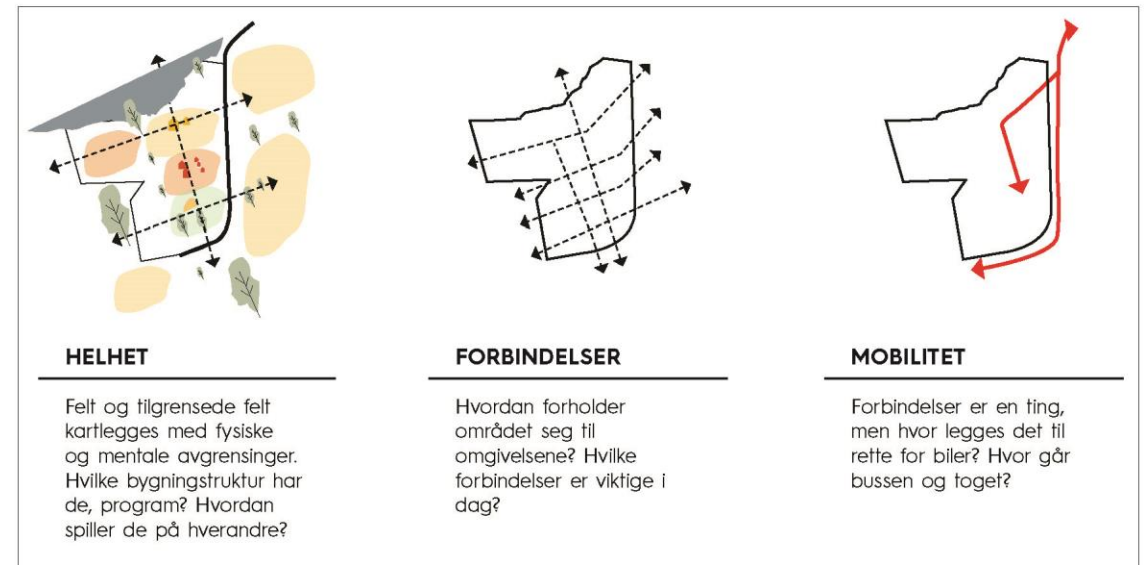 HELHET
Felt og tilgrensede felt
kartlegges med fysiske
og mentale avgrensinger.
Hvilke bygningstruktur har
de, program? Hvordan
spiller de på hverandre?
FORBINDELSER
Hvordan forholder
området seg til
omgivelsene? Hvilke
forbindelser er viktige i
dag?
MOBILITET
Forbindelser er en ting,
men hvor legges det til
rette for biler? Hvor går
bussen og toget?